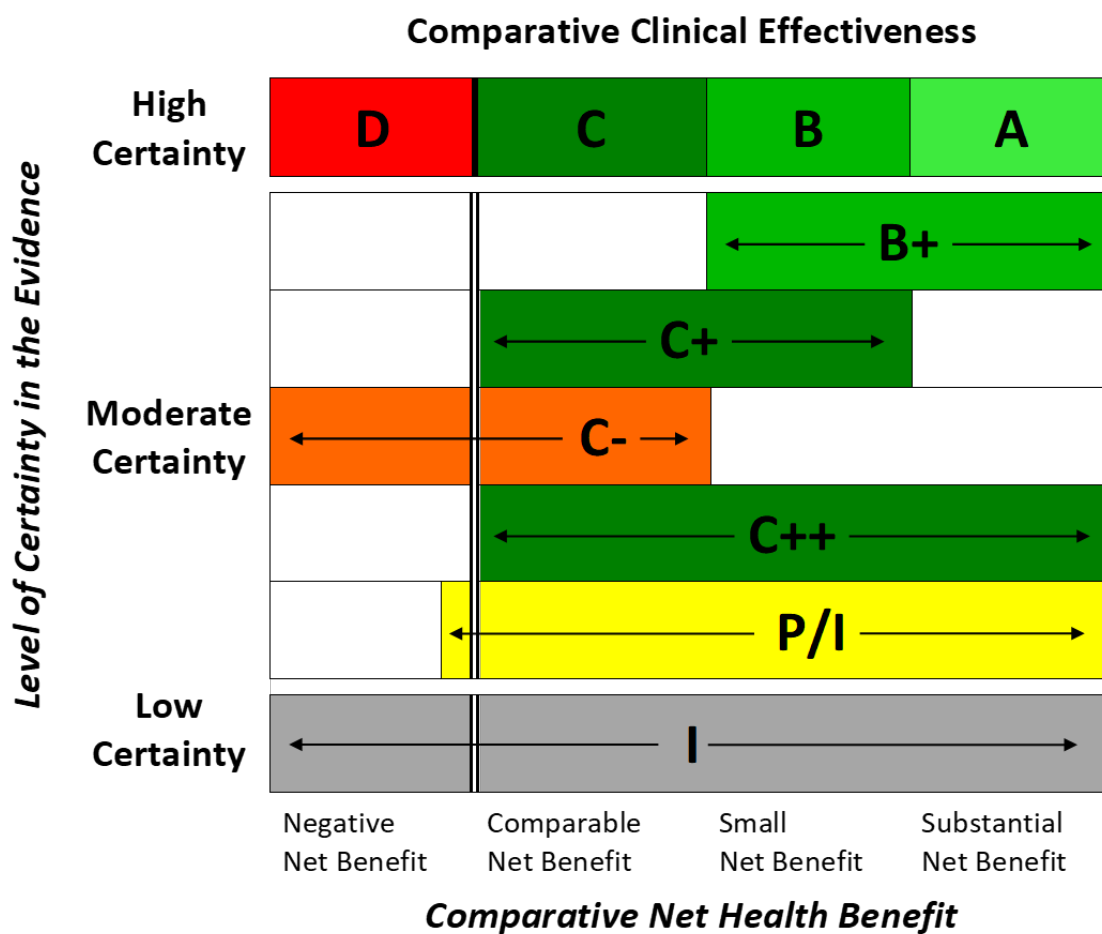 Comparative Clinical Effectiveness
High
Certainty
D
C
B
A
B+
C+
Moderate
Certainty
C-
C++
P/I
Low
Certainty
I
Negative
Net Benefit
Comparable
Net Benefit
Small
Net Benefit
Substantial
Net Benefit
Comparative Net Health Benefit
Level of Certainty in the Evidence